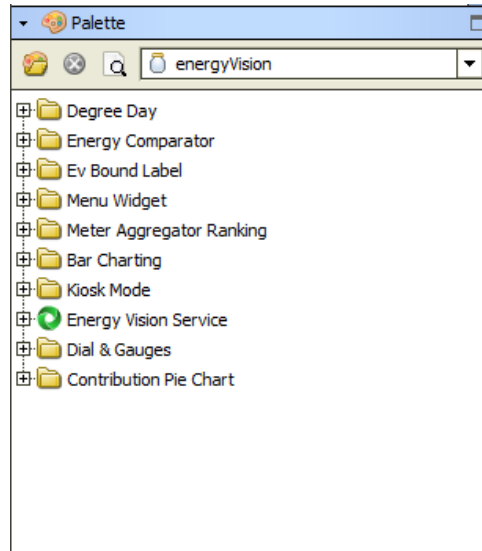 Palette
energyVision
Degree Day
Energy Comparator
Ev Bound Label
Menu Widget
Meter Aggregator Ranking
Bar Charting
Kiosk Mode
Energy Vision Service
Dial & Gauges
Contribution Pie Chart